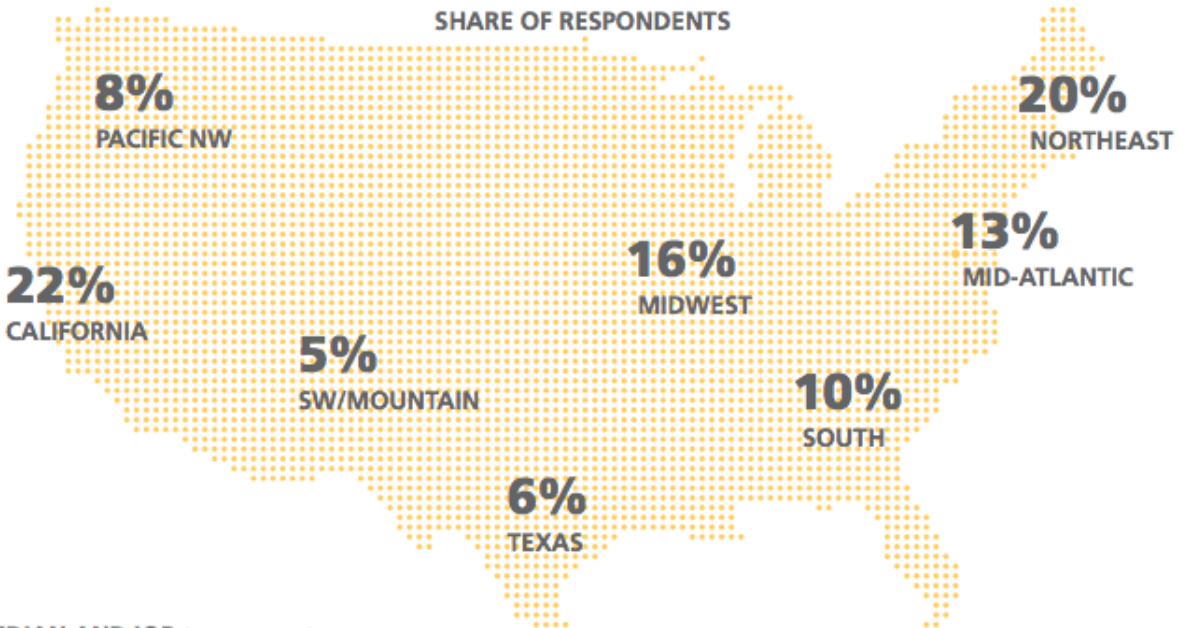 SHARE OF RESPONDENTS
8%
PACIFIC NW
20%
NORTHEAST
13%
MID-ATLANTIC
16%
MIDWEST
22%
CALIFORNIA
5%
SW/MOUNTAIN
10%
SOUTH
6%
TEXAS